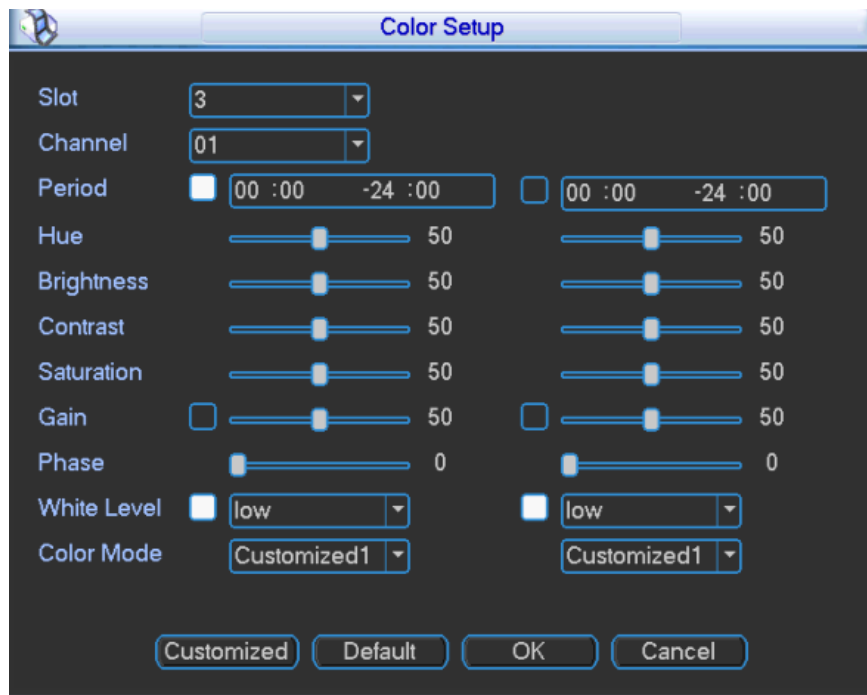 Color Setup
Slot 3
Channel 01
Period 00 :00 -24 :00 00 :00 -24 :00
Hue 50 50
Brightness 50 50
Contrast 50 50
Saturation 50 50
Gain 50 50
Phase 0 0
White Level low low
Color Mode Customized1 Customized1
Customized Default OK Cancel